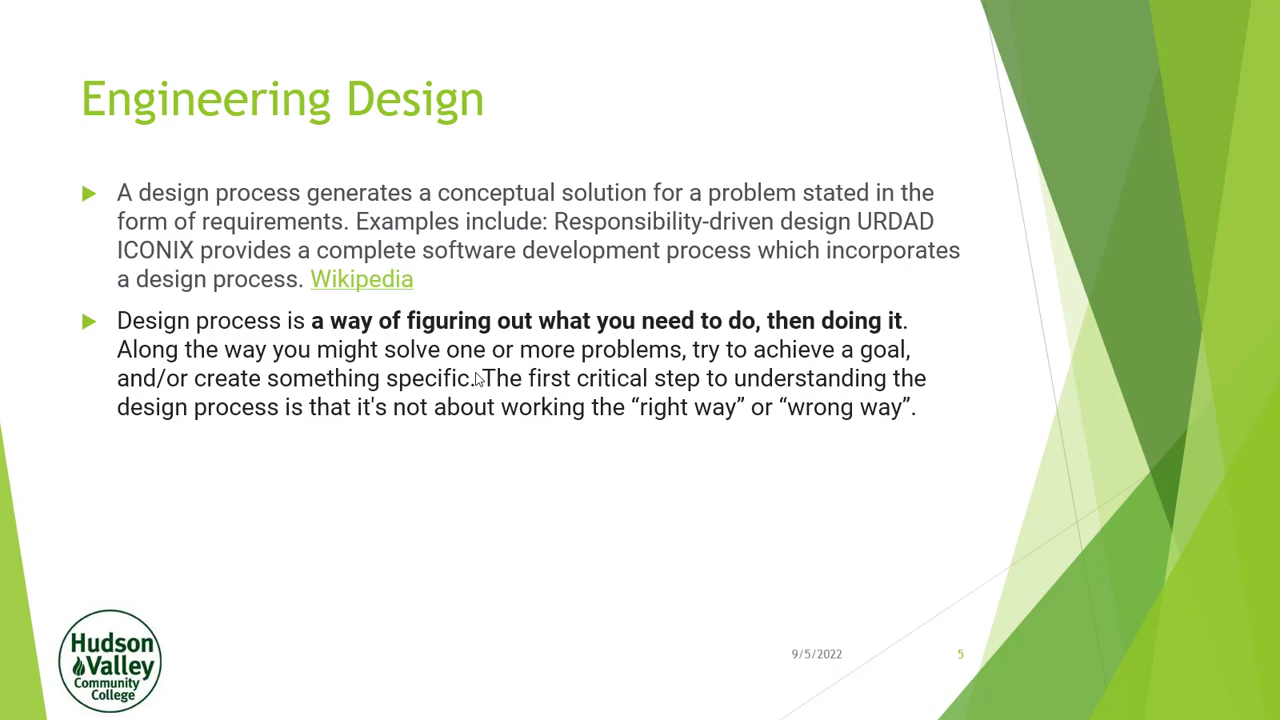 Engineering Design
A design process generates a conceptual solution for a problem stated in the
form of requirements. Examples include: Responsibility-driven design URDAD
ICONIX provides a complete software development process which incorporates
a design process. Wikipedia
Design process is a way of figuring out what you need to do, then doing it.
Along the way you might solve one or more problems, try to achieve a goal,
and/or create something specific. The first critical step to understanding the
design process is that it's not about working the “right way” or “wrong way”.
Hudson
Valley
Community
College
9/5/2022
5